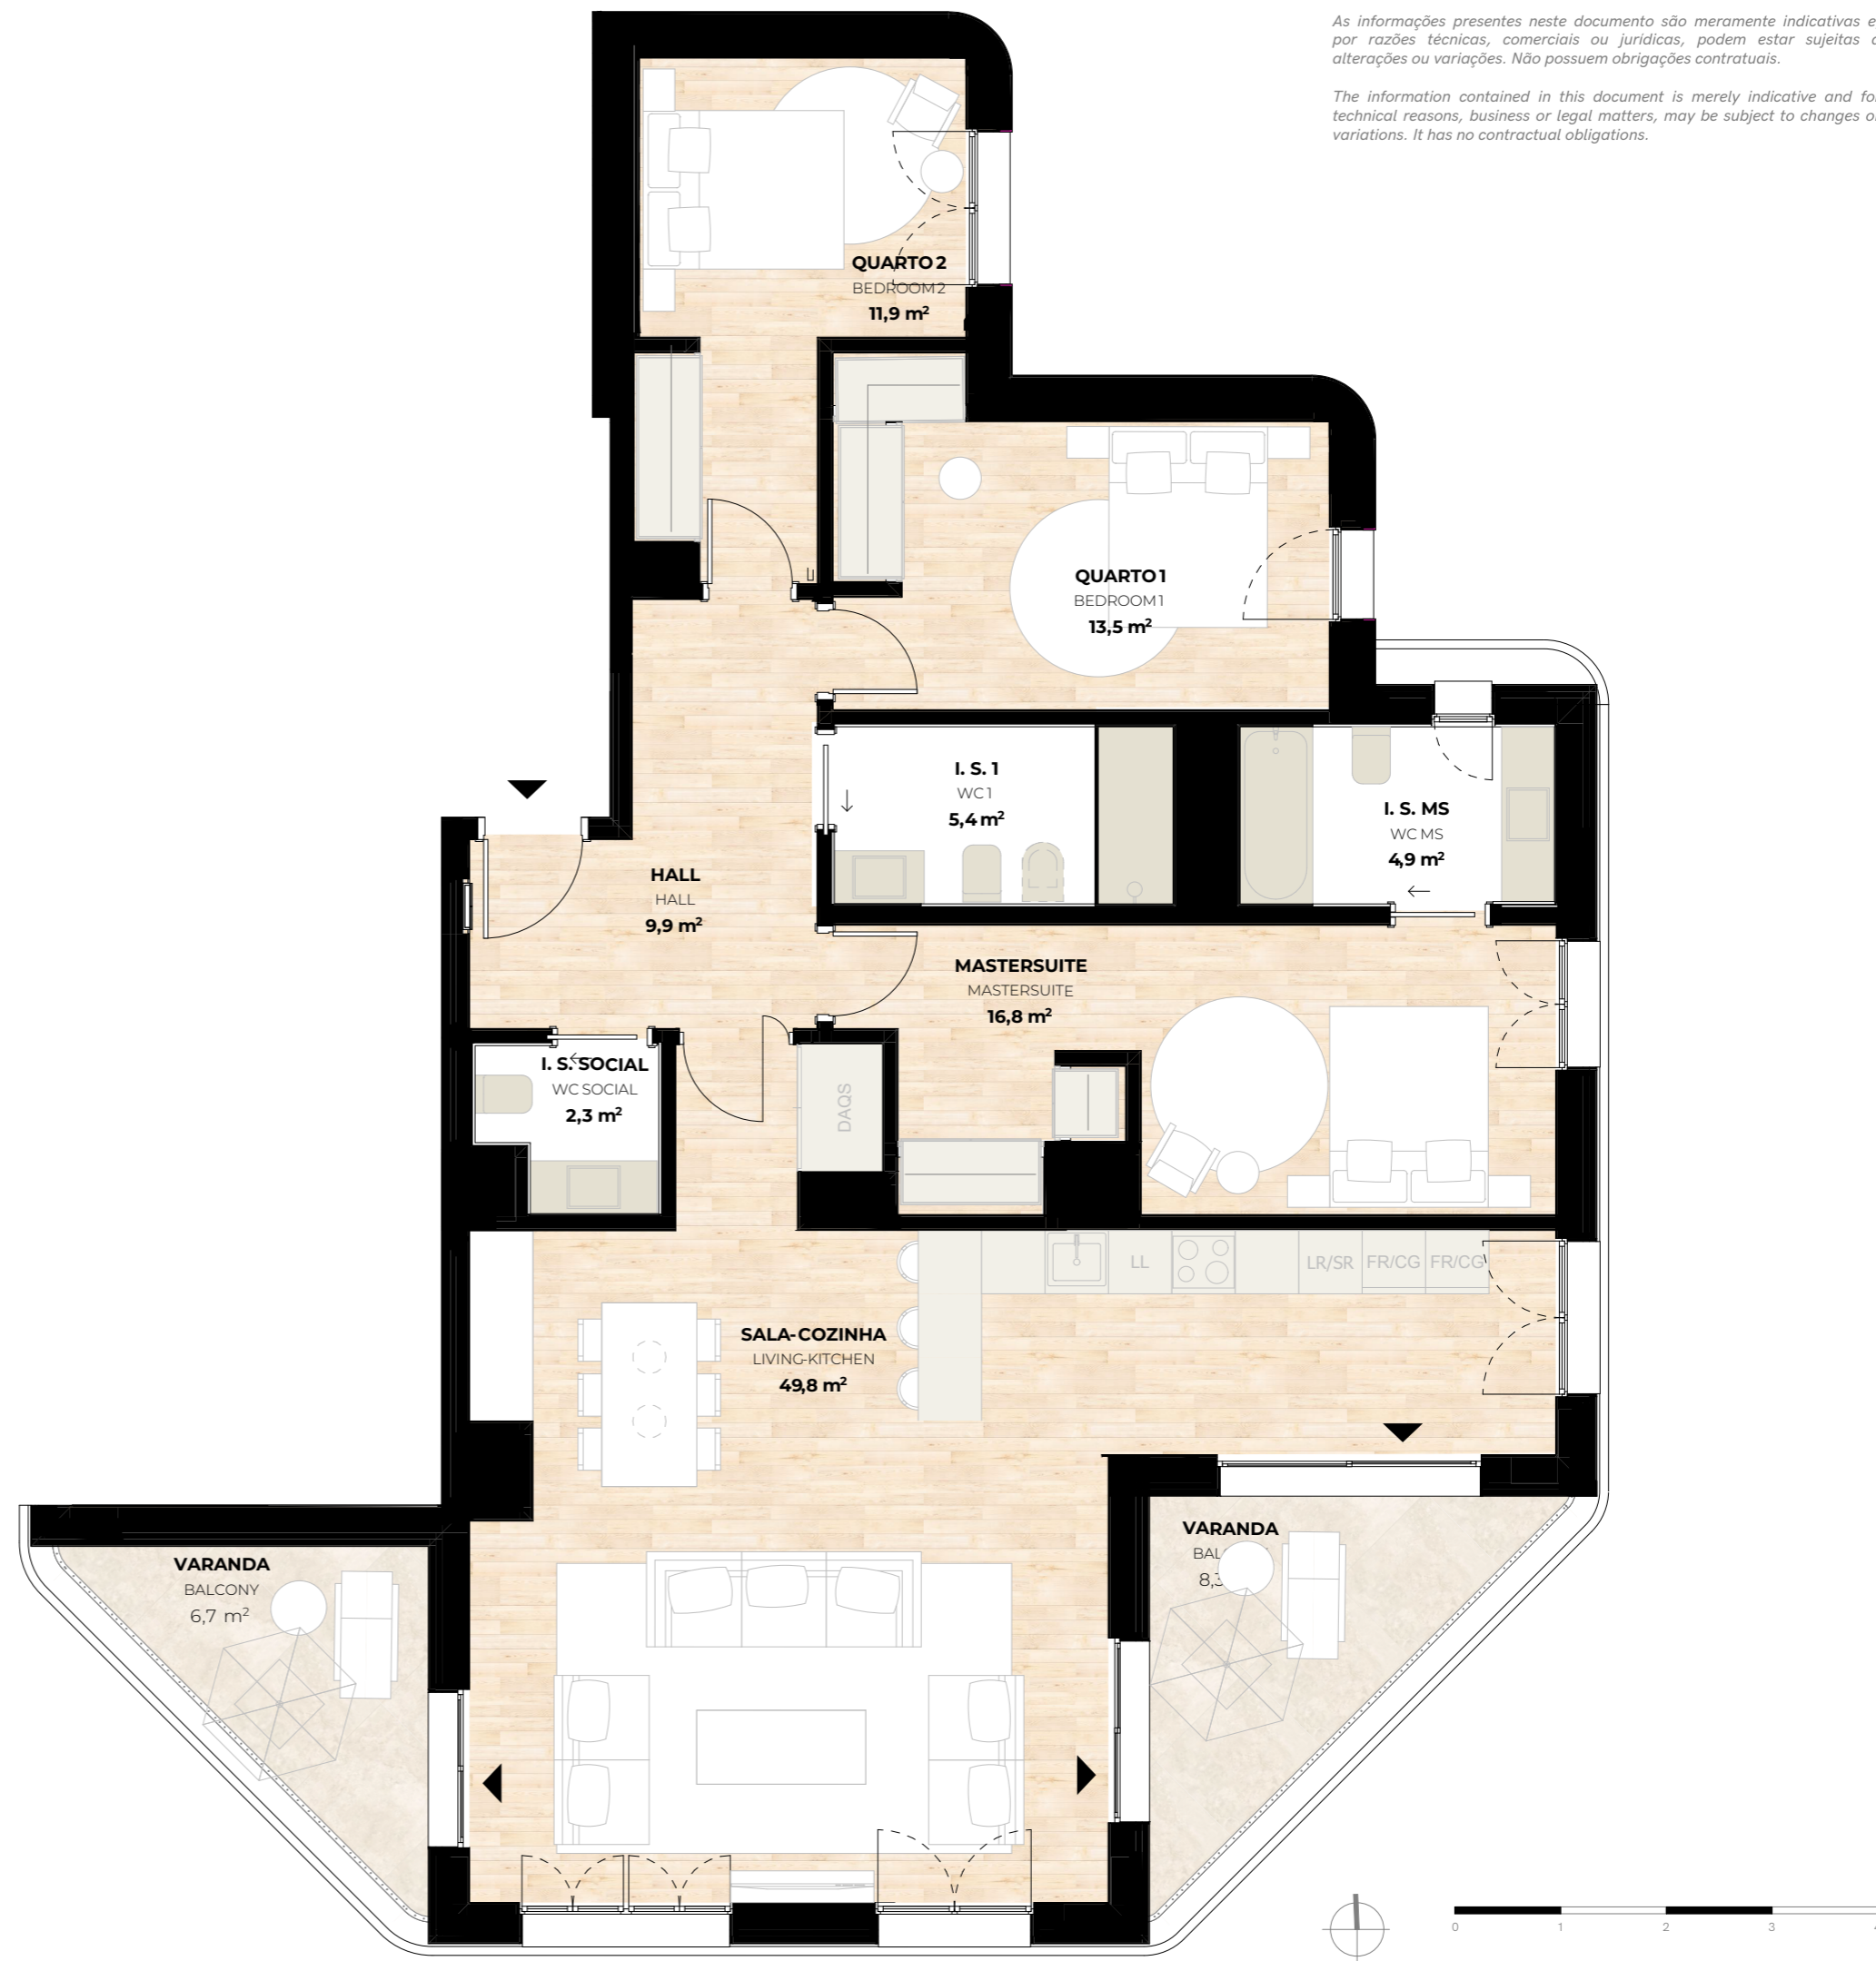 As informações presentes neste documento são meramente indicativas e
por razões técnicas, comerciais ou jurídicas, podem estar sujeitas a
alterações ou variações. Não possuem obrigações contratuais.
The information contained in this document is merely indicative and for
technical reasons, business or legal matters, may be subject to changes or
variations. It has no contractual obligations.
QUARTO 2
BEDROOM 2
11,9 m²
QUARTO 1
BEDROOM 1
13,5 m²
I. S. 1
WC 1
5,4 m²
I. S. MS
WC MS
4,9 m²
HALL
HALL
9,9 m²
MASTERSUITE
MASTERSUITE
16,8 m²
I. S. SOCIAL
WC SOCIAL
2,3 m²
DAQS
LL
LR/SR
FR/CG
FR/CG
SALA-COZINHA
LIVING-KITCHEN
49,8 m²
VARANDA
VARANDA
BALCONY
6,7 m²
0 1 2 3